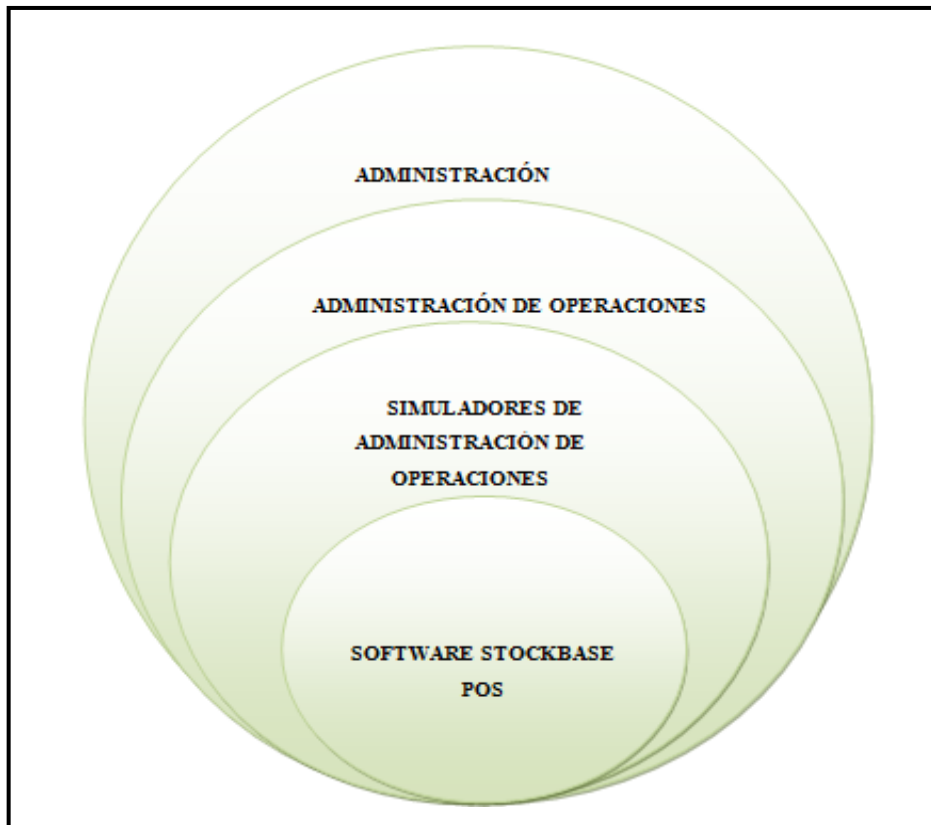 ADMINISTRACIÓN
ADMINISTRACIÓN DE OPERACIONES
SIMULADORES DE
ADMINISTRACIÓN DE
OPERACIONES
SOFTWARE STOCKBASE
POS